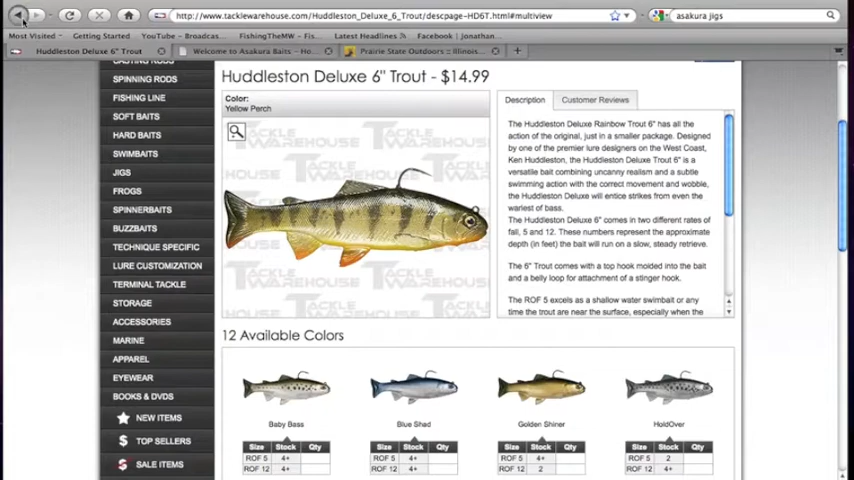 http://www.tacklewarehouse.com/Huddleston_Deluxe_6_Trout/descpage-HD6T.html#multiview
asakura jigs
Most Visited
Getting Started
YouTube - Broadcas...
FishingTheMW - Fis...
Latest Headlines
Facebook | Jonathan...
Huddleston Deluxe 6" Trout
Welcome to Asakura Baits - Ho...
Prairie State Outdoors :: Illinois...
CASTING RODS
SPINNING RODS
FISHING LINE
SOFT BAITS
HARD BAITS
SWIMBAITS
JIGS
FROGS
SPINNERBAITS
BUZZBAITS
TECHNIQUE SPECIFIC
LURE CUSTOMIZATION
TERMINAL TACKLE
STORAGE
ACCESSORIES
MARINE
APPAREL
EYEWEAR
BOOKS & DVDS
NEW ITEMS
TOP SELLERS
SALE ITEMS
Huddleston Deluxe 6" Trout - $14.99
Color:
Yellow Perch
TACKLE WAREHOUSE
Description
Customer Reviews
The Huddleston Deluxe Rainbow Trout 6" has all the
action of the original, just in a smaller package. Designed
by one of the premier lure designers on the West Coast,
Ken Huddleston, the Huddleston Deluxe Trout 6" is a
versatile bait combining uncanny realism and a subtle
swimming action with the correct movement and wobble,
the Huddleston Deluxe will entice strikes from even the
wariest of bass.
The Huddleston Deluxe 6" comes in two different rates of
fall, 5 and 12. These numbers represent the approximate
depth (in feet) the bait will run on a slow, steady retrieve.
The 6" Trout comes with a top hook molded into the bait
and a belly loop for attachment of a stinger hook.
The ROF 5 excels as a shallow water swimbait or any
time the trout are near the surface, especially when the
12 Available Colors
Baby Bass
Blue Shad
Golden Shiner
HoldOver
Size Stock Qty
ROF 5 4+
ROF 12 4+
Size Stock Qty
ROF 5 4+
ROF 12 4+
Size Stock Qty
ROF 5 4+
ROF 12 2
Size Stock Qty
ROF 5 2
ROF 12 4+